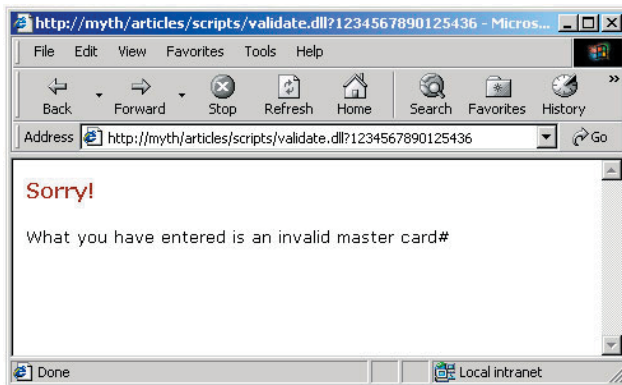 http://myth/articles/scripts/validate.dll?1234567890125436 - Micros...
File Edit View Favorites Tools Help
Back Forward Stop Refresh Home Search Favorites History »
Address http://myth/articles/scripts/validate.dll?1234567890125436 Go
Sorry!
What you have entered is an invalid master card#
Done Local intranet